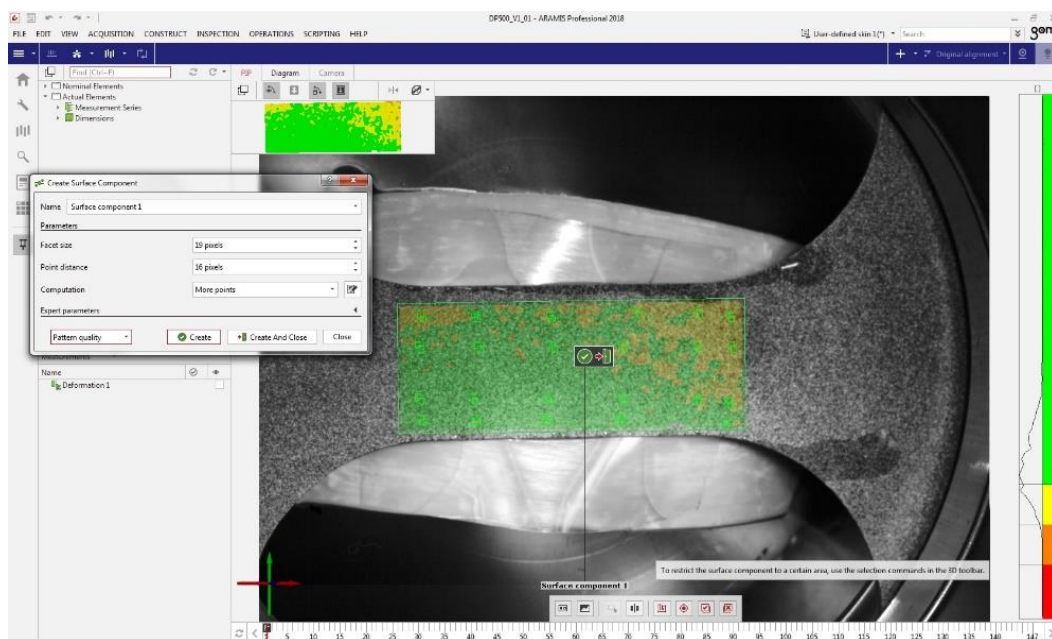 DP500_V1_01 - ARAMIS Professional 2018
FILE EDIT VIEW ACQUISITION CONSTRUCT INSPECTION OPERATIONS SCRIPTING HELP
User-defined skin 1(*)
Search
gom
Original alignment
Find (Ctrl+F)
Nominal Elements
Actual Elements
Measurement Series
Dimensions
Diagram
Camera
Create Surface Component
Name Surface component 1
Parameters
Facet size 19 pixels
Point distance 16 pixels
Computation More points
Expert parameters
Pattern quality Create Create And Close Close
Measurements
Name
Deformation 1
To restrict the surface component to a certain area, use the selection commands in the 3D toolbar.
Surface component 1
5 10 15 20 25 30 35 40 45 50 55 60 65 70 75 80 85 90 95 100 105 110 115 120 125 130 135 140 147